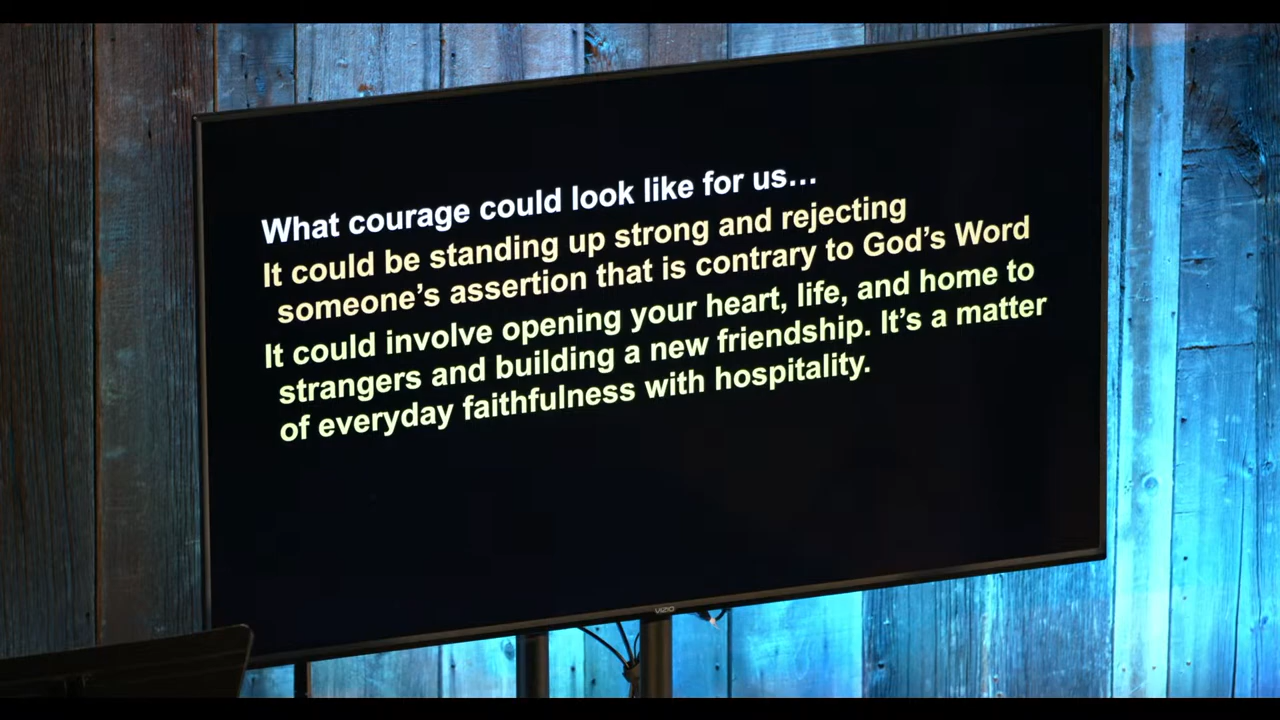 What courage could look like for us…
It could be standing up strong and rejecting
someone's assertion that is contrary to God's Word
It could involve opening your heart, life, and home to
strangers and building a new friendship. It's a matter
of everyday faithfulness with hospitality.
VIZIO